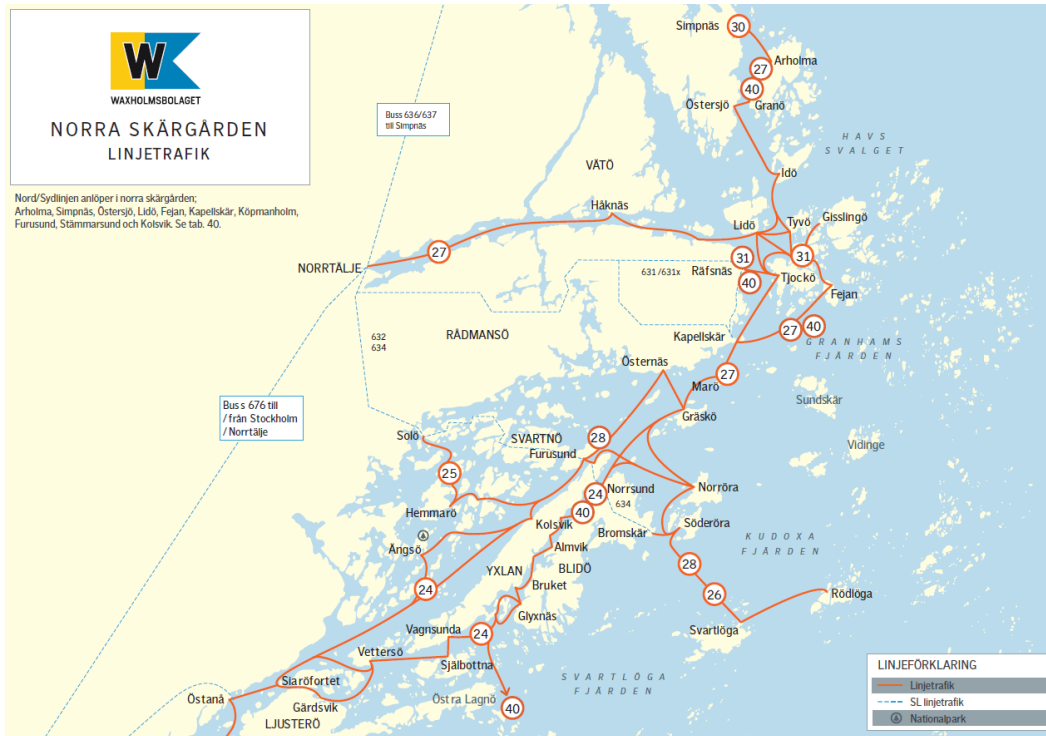 W
WAXHOLMSBOLAGET
NORRA SKÄRGÅRDEN
LINJETRAFIK
Nord/Sydlinjen anlöper i norra skärgården;
Arholma, Simpnäs, Östersjö, Lidö, Fejan, Kapellskär, Köpmanholm,
Furusund, Stämmarsund och Kolsvik. Se tab. 40.
Simpnäs
30
Arholma
27
40
Östersjö
Granö
Buss 636/637
till Simpnäs
HAVS
SVALGET
VÄTÖ
Idö
Håknäs
Lidö
Tyvö
Gisslingö
27
NORRTÄLJE
31
31
631/631x
Räfsnäs
40
Tjockö
Fejan
632
634
RÅDMANSÖ
Kapellskär
27
40
GRANHAMS
FJÄRDEN
Östernäs
27
Marö
Sundskär
Gräskö
Buss 676 till
/från Stockholm
/Norrtälje
Solö
SVARTNÖ
28
Furusund
Vidinge
25
24
Norrsund
634
Norröra
Hemmarö
40
Kolsvik
Bromskär
Söderöra
KUDOXA
FJÄRDEN
Ängsö
Almvik
28
YXLAN
BLIDÖ
24
Bruket
26
Rödlöga
Glyxnäs
Vagnsunda
24
Svartlöga
Vettersö
Själbottna
SVARTLÖGA
FJÄRDEN
Siaröfortet
Östanå
Gärdsvik
Östra Lagnö
40
LJUSTERÖ
LINJEFÖRKLARING
Linjetrafik
SL linjetrafik
Nationalpark